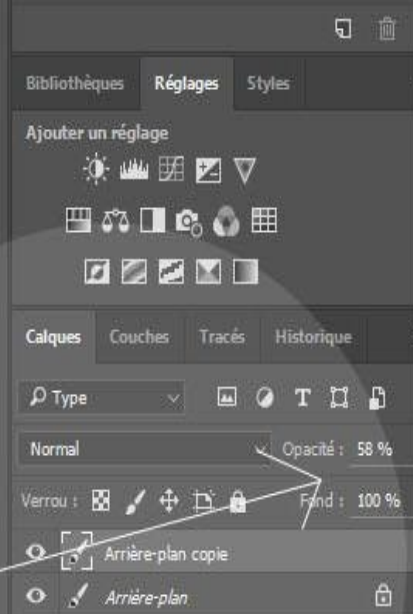 Bibliothèques Réglages Styles
Ajouter un réglage
Calques Couches Tracés Historique
Type
Normal Opacité : 58 %
Verrou : Fond : 100 %
Arrière-plan copie
Arrière-plan